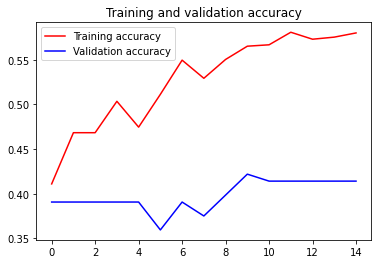 Training and validation accuracy
Training accuracy
Validation accuracy
0.55
0.50
0.45
0.40
0.35
0 2 4 6 8 10 12 14